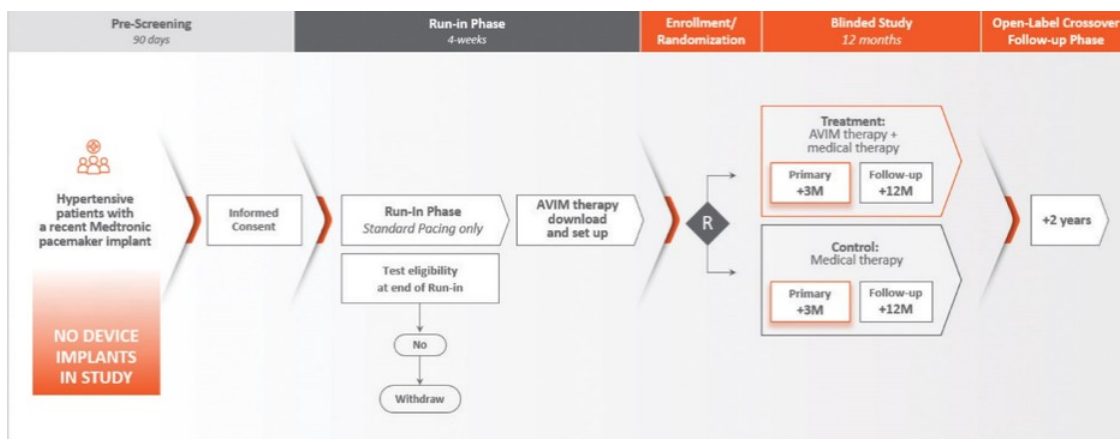 Pre-Screening
90 days
Run-in Phase
4-weeks
Enrollment/
Randomization
Blinded Study
12 months
Open-Label Crossover
Follow-up Phase
Hypertensive
patients with
a recent Medtronic
pacemaker implant
NO DEVICE
IMPLANTS
IN STUDY
Informed
Consent
Run-In Phase
Standard Pacing only
Test eligibility
at end of Run-in
No
Withdraw
AVIM therapy
download
and set up
R
Treatment:
AVIM therapy +
medical therapy
Primary
+3M
Follow-up
+12M
Control:
Medical therapy
Primary
+3M
Follow-up
+12M
+2 years